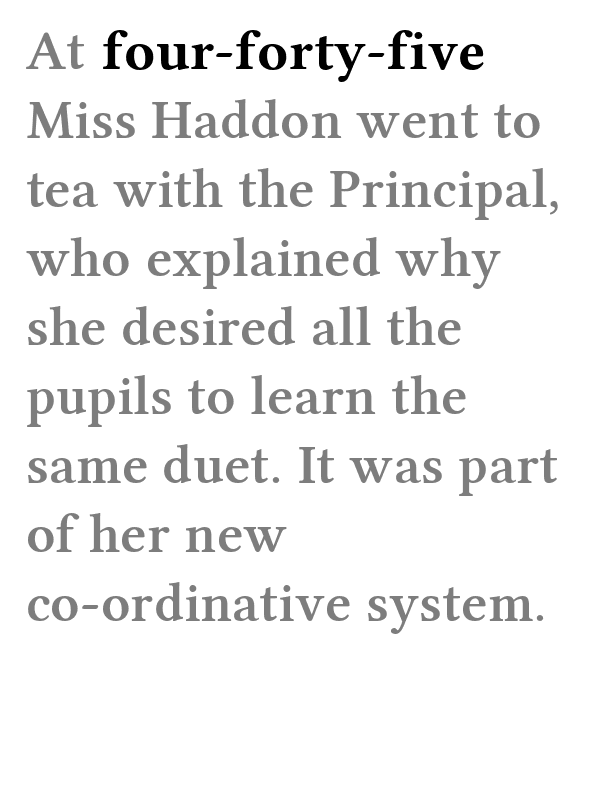 At four-forty-five
Miss Haddon went to
tea with the Principal,
who explained why
she desired all the
pupils to learn the
same duet. It was part
of her new
co-ordinative system.